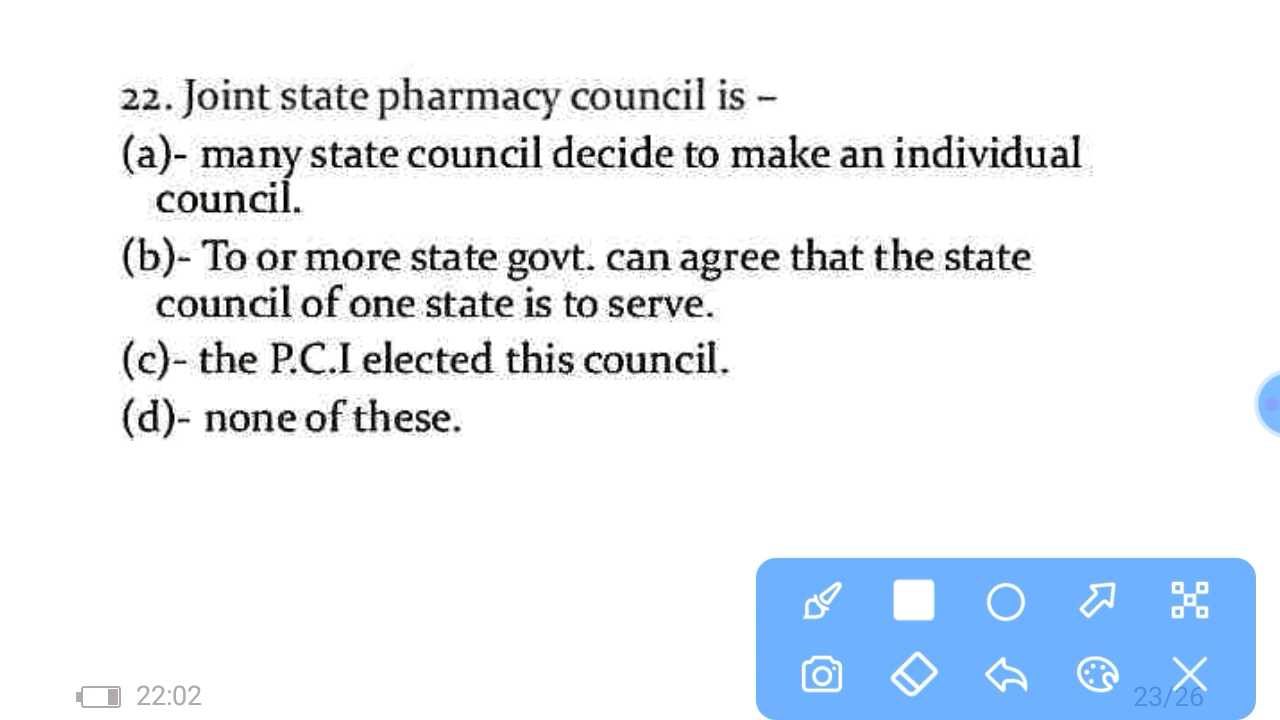 22. Joint state pharmacy council is –
(a)- many state council decide to make an individual
council.
(b)- To or more state govt. can agree that the state
council of one state is to serve.
(c)- the P.C.I elected this council.
(d)- none of these.
22:02
23/26